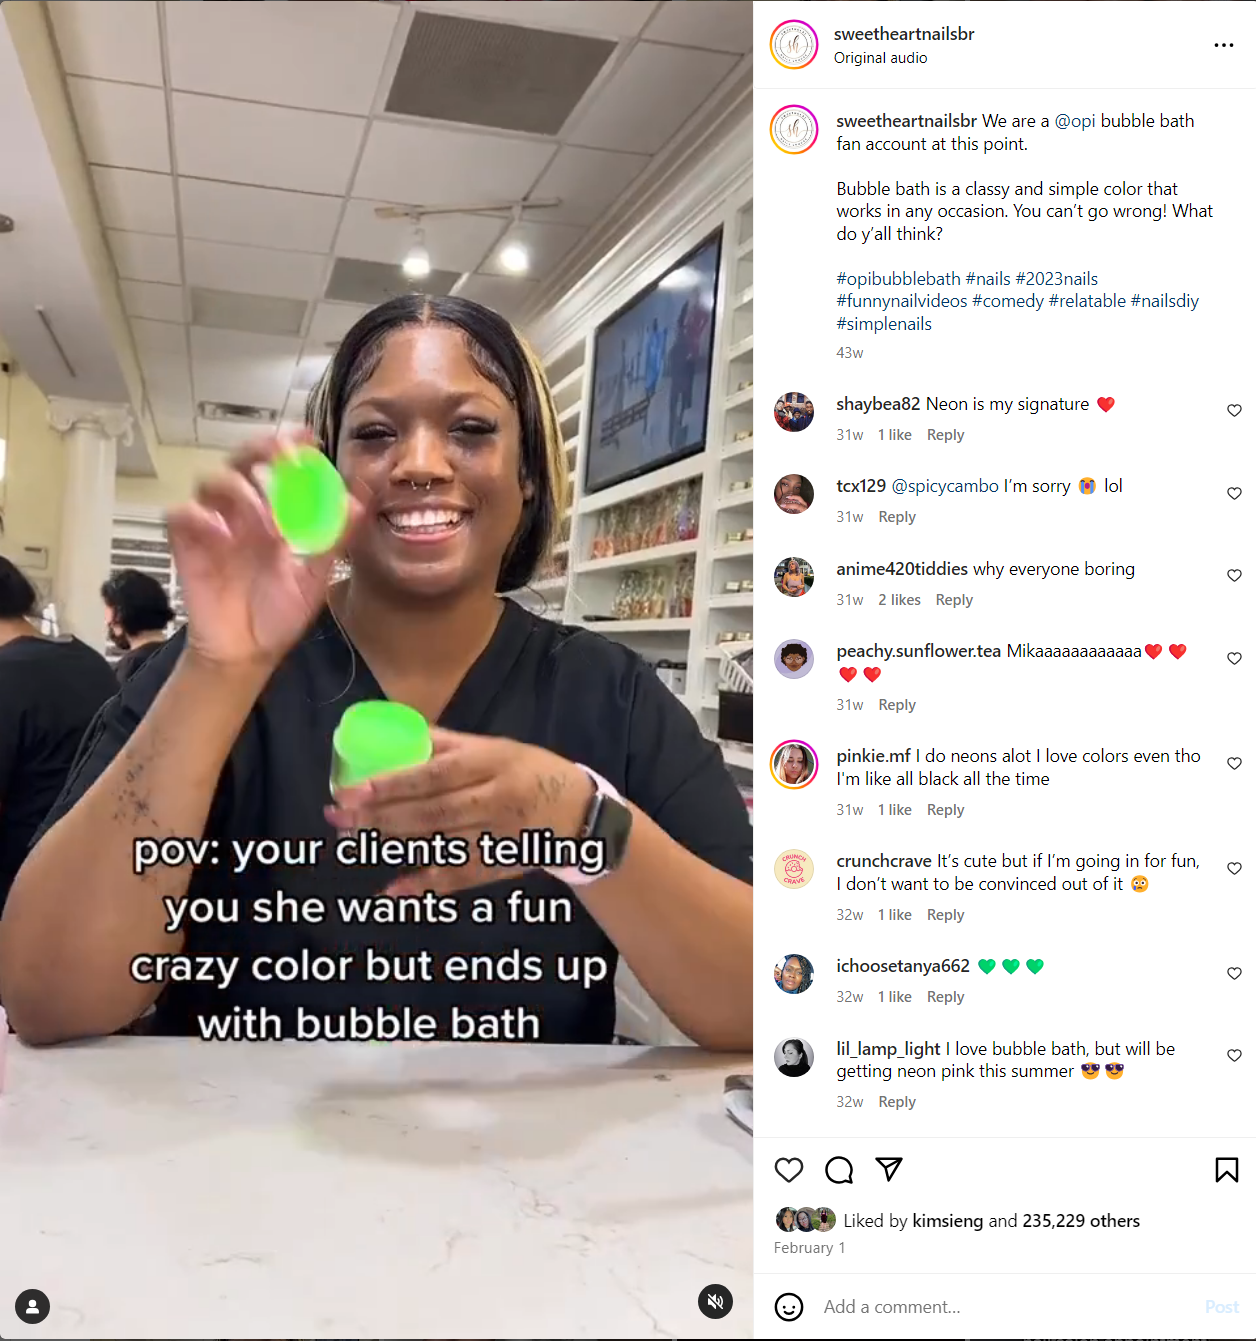 pov: your clients telling
you she wants a fun
crazy color but ends up
with bubble bath
sweetheartnailsbr
Original audio
sweetheartnailsbr We are a @opi bubble bath
fan account at this point.
Bubble bath is a classy and simple color that
works in any occasion. You can't go wrong! What
do y'all think?
#opibubblebath #nails #2023nails
#funnynailvideos #comedy #relatable #nailsdiy
#simplenails
43w
shaybea82 Neon is my signature ❤️
31w 1 like Reply
tcx129 @spicycambo I'm sorry 😭 lol
31w Reply
anime420tiddies why everyone boring
31w 2 likes Reply
peachy.sunflower.tea Mikaaaaaaaaaaaa❤️❤️
❤️❤️
31w Reply
pinkie.mf I do neons alot I love colors even tho
I'm like all black all the time
31w 1 like Reply
crunchcrave It's cute but if I'm going in for fun,
I don't want to be convinced out of it 😢
32w 1 like Reply
ichoosetanya662 💚💚💚
32w 1 like Reply
lil_lamp_light I love bubble bath, but will be
getting neon pink this summer 😎😎
32w Reply
Liked by kimsieng and 235,229 others
February 1
Add a comment...
Post
CRUNCH
CRAVE